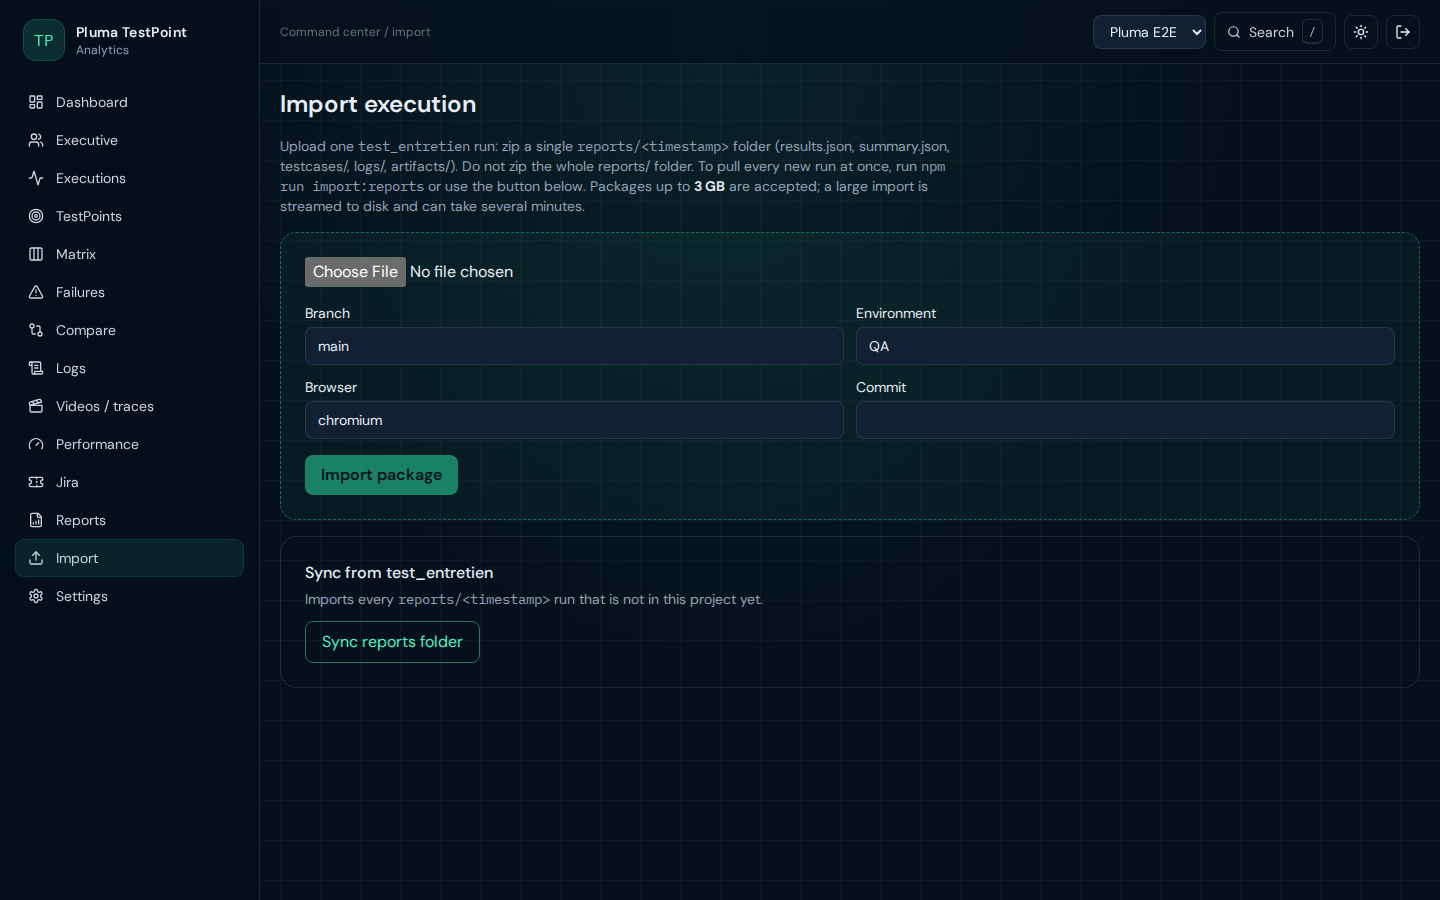 TP
Pluma TestPoint
Analytics
Dashboard
Executive
Executions
TestPoints
Matrix
Failures
Compare
Logs
Videos / traces
Performance
Jira
Reports
Import
Settings
Command center / import
Pluma E2E
Search /
Import execution
Upload one test_entretien run: zip a single reports/<timestamp> folder (results.json, summary.json,
testcases/, logs/, artifacts/). Do not zip the whole reports/ folder. To pull every new run at once, run npm
run import:reports or use the button below. Packages up to 3 GB are accepted; a large import is
streamed to disk and can take several minutes.
Choose File No file chosen
Branch
main
Environment
QA
Browser
chromium
Commit
Import package
Sync from test_entretien
Imports every reports/<timestamp> run that is not in this project yet.
Sync reports folder